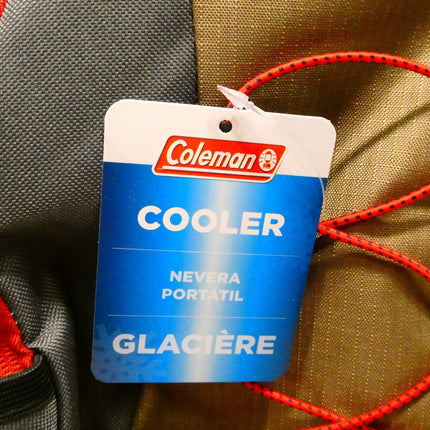 Coleman
COOLER
NEVERA
PORTÁTIL
GLACIÈRE